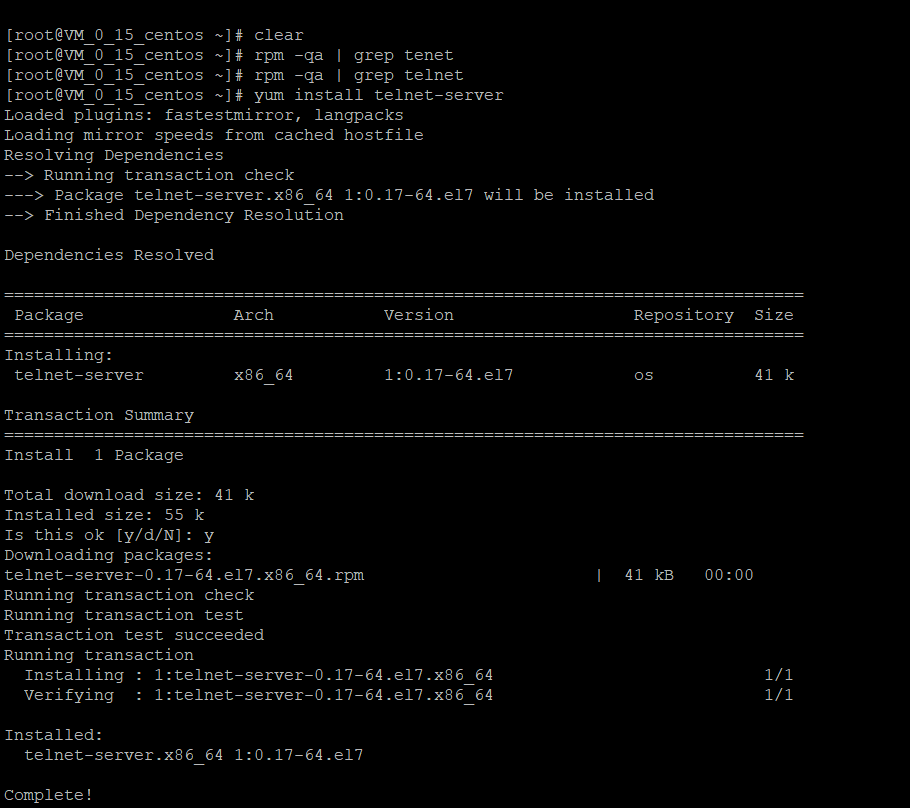 [root@VM_0_15_centos ~]# clear
[root@VM_0_15_centos ~]# rpm -qa | grep tenet
[root@VM_0_15_centos ~]# rpm -qa | grep telnet
[root@VM_0_15_centos ~]# yum install telnet-server
Loaded plugins: fastestmirror, langpacks
Loading mirror speeds from cached hostfile
Resolving Dependencies
--> Running transaction check
---> Package telnet-server.x86_64 1:0.17-64.el7 will be installed
--> Finished Dependency Resolution

Dependencies Resolved

================================================================================
 Package               Arch           Version                  Repository  Size
================================================================================
Installing:
 telnet-server         x86_64         1:0.17-64.el7            os          41 k

Transaction Summary
================================================================================
Install  1 Package

Total download size: 41 k
Installed size: 55 k
Is this ok [y/d/N]: y
Downloading packages:
telnet-server-0.17-64.el7.x86_64.rpm                       |  41 kB   00:00
Running transaction check
Running transaction test
Transaction test succeeded
Running transaction
  Installing : 1:telnet-server-0.17-64.el7.x86_64                           1/1
  Verifying  : 1:telnet-server-0.17-64.el7.x86_64                           1/1

Installed:
  telnet-server.x86_64 1:0.17-64.el7

Complete!